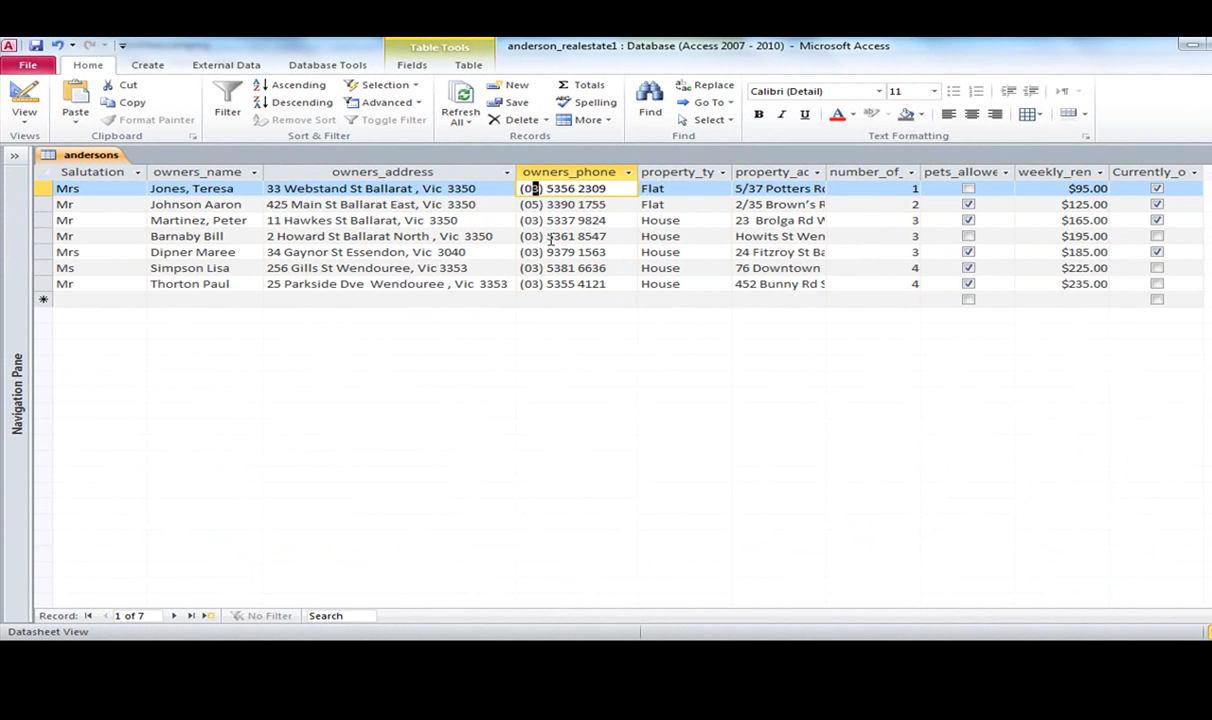 anderson_realestate1 : Database (Access 2007 - 2010) - Microsoft Access
Table Tools
File Home Create External Data Database Tools Fields Table
View
Views
Paste
Cut
Copy
Format Painter
Clipboard
Filter
Ascending
Descending
Remove Sort
Selection
Advanced
Toggle Filter
Sort & Filter
Refresh All
New
Save
Delete
Totals
Spelling
More
Records
Find
Replace
Go To
Select
Find
Calibri (Detail) 11
B I U A
Text Formatting
andersons
Salutation owners_name owners_address owners_phone property_ty property_ac number_of_ pets_allowe weekly_ren Currently_o
Mrs Jones, Teresa 33 Webstand St Ballarat , Vic 3350 (03) 5356 2309 Flat 5/37 Potters Ro 1 $95.00
Mr Johnson Aaron 425 Main St Ballarat East, Vic 3350 (05) 3390 1755 Flat 2/35 Brown's R 2 $125.00
Mr Martinez, Peter 11 Hawkes St Ballarat, Vic 3350 (03) 5337 9824 House 23 Brolga Rd W 3 $165.00
Mr Barnaby Bill 2 Howard St Ballarat North , Vic 3350 (03) 5361 8547 House Howits St Wen 3 $195.00
Mrs Dipner Maree 34 Gaynor St Essendon, Vic 3040 (03) 9379 1563 House 24 Fitzroy St Ba 3 $185.00
Ms Simpson Lisa 256 Gills St Wendouree, Vic 3353 (03) 5381 6636 House 76 Downtown 4 $225.00
Mr Thorton Paul 25 Parkside Dve Wendouree , Vic 3353 (03) 5355 4121 House 452 Bunny Rd S 4 $235.00
Navigation Pane
Record: 1 of 7 No Filter Search
Datasheet View